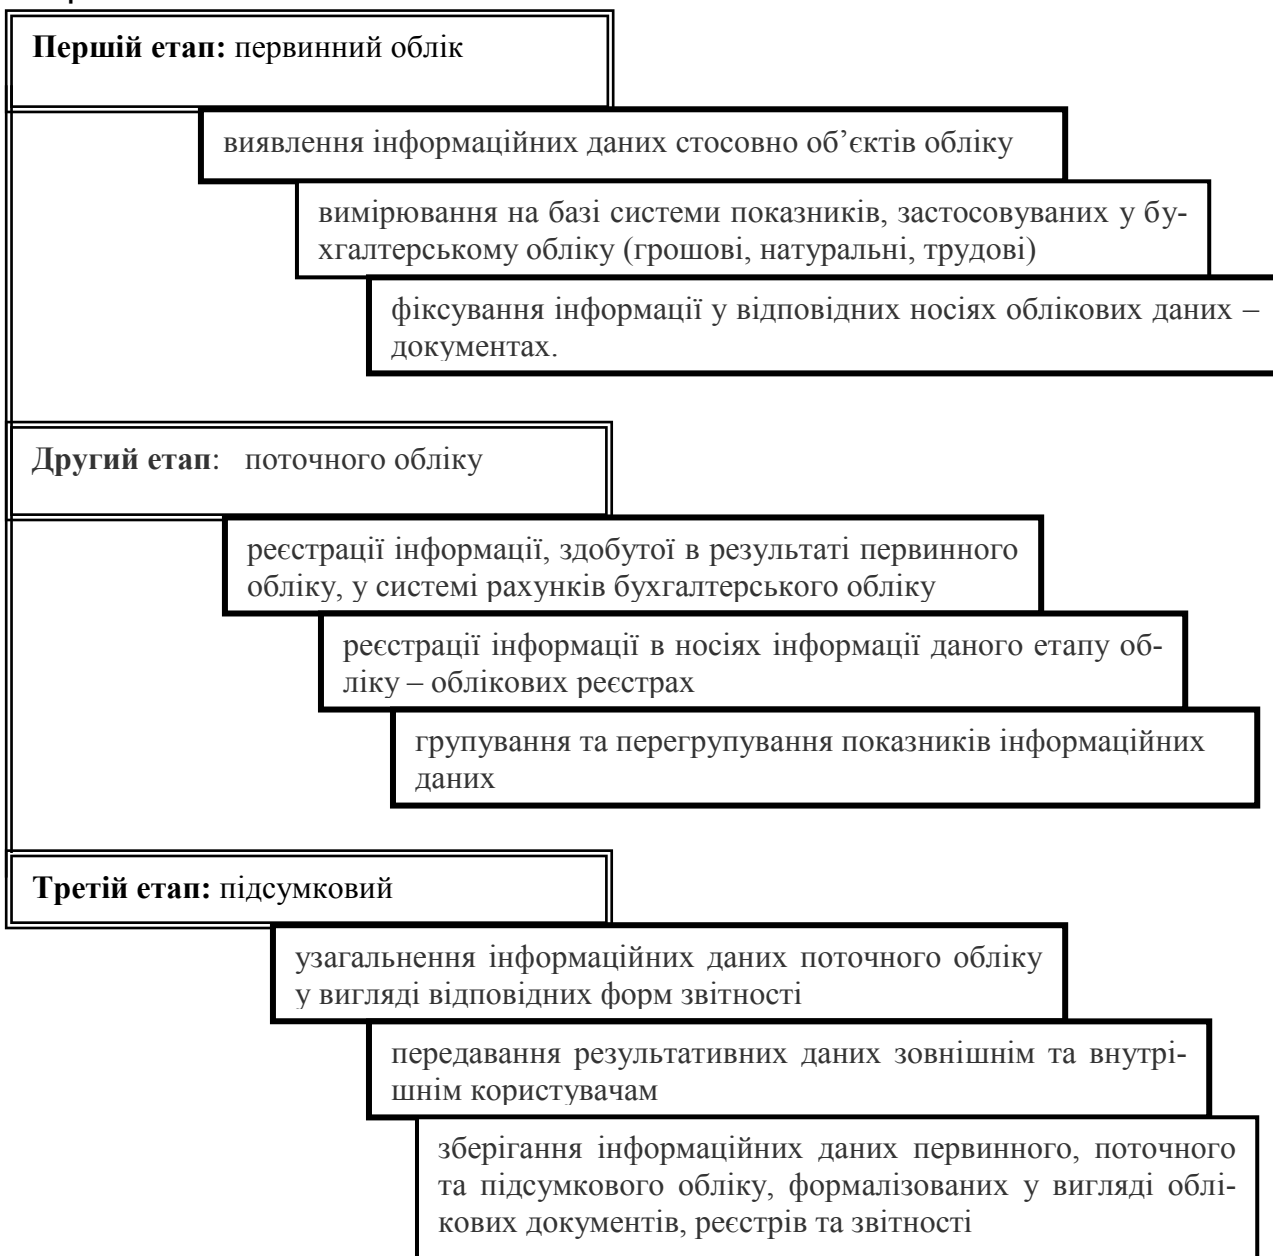 Першій етап: первинний облік
виявлення інформаційних даних стосовно об’єктів обліку
вимірювання на базі системи показників, застосовуваних у бу-
хгалтерському обліку (грошові, натуральні, трудові)
фіксування інформації у відповідних носіях облікових даних –
документах.
Другий етап: поточного обліку
реєстрації інформації, здобутої в результаті первинного
обліку, у системі рахунків бухгалтерського обліку
реєстрації інформації в носіях інформації даного етапу об-
ліку – облікових реєстрах
групування та перегрупування показників інформаційних
даних
Третій етап: підсумковий
узагальнення інформаційних даних поточного обліку
у вигляді відповідних форм звітності
передавання результативних даних зовнішнім та внутрі-
шнім користувачам
зберігання інформаційних даних первинного, поточного
та підсумкового обліку, формалізованих у вигляді облі-
кових документів, реєстрів та звітності